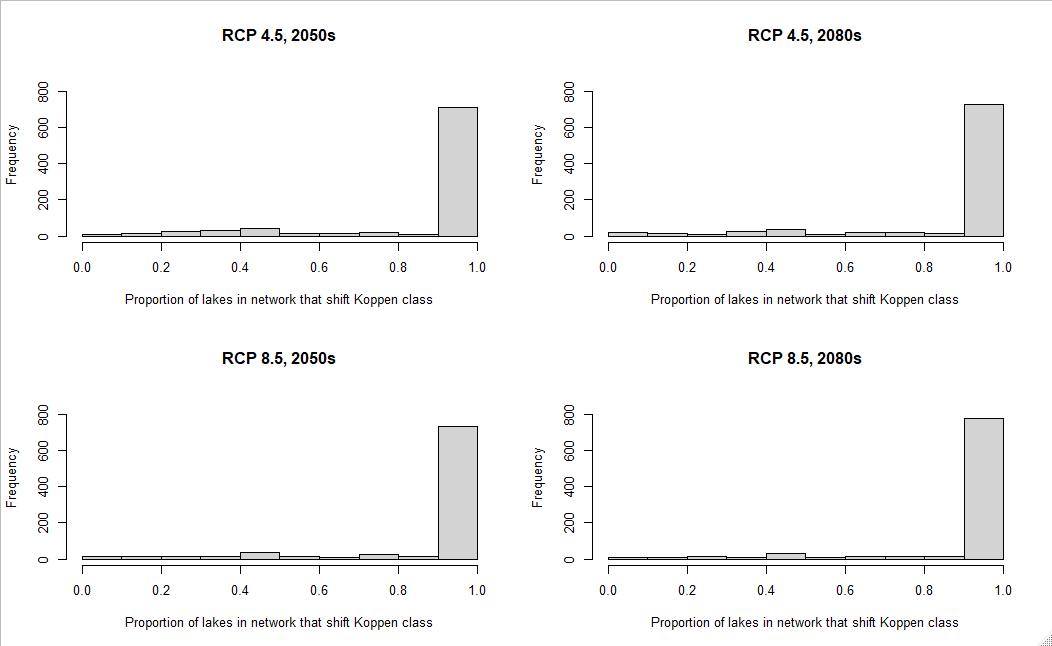 RCP 4.5, 2050s
Frequency
800
600
400
200
0
0.0 0.2 0.4 0.6 0.8 1.0
Proportion of lakes in network that shift Koppen class
RCP 4.5, 2080s
Frequency
800
600
400
200
0
0.0 0.2 0.4 0.6 0.8 1.0
Proportion of lakes in network that shift Koppen class
RCP 8.5, 2050s
Frequency
800
600
400
200
0
0.0 0.2 0.4 0.6 0.8 1.0
Proportion of lakes in network that shift Koppen class
RCP 8.5, 2080s
Frequency
800
600
400
200
0
0.0 0.2 0.4 0.6 0.8 1.0
Proportion of lakes in network that shift Koppen class